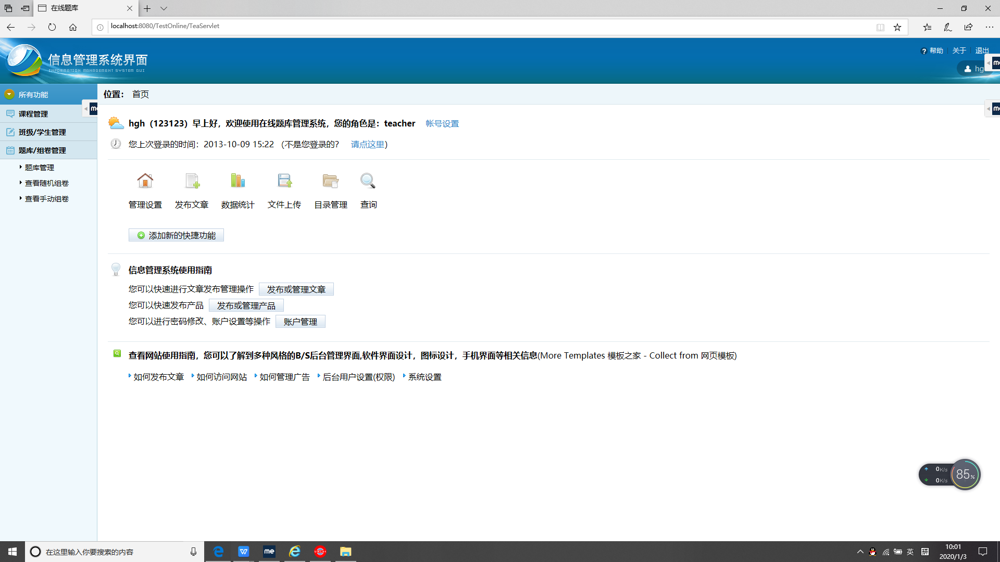 在线题库
localhost:8080/TestOnline/TeaServlet
信息管理系统界面
INFORMATION MANAGEMENT SYSTEM GUI
帮助 关于 退出
所有功能
位置： 首页
课程管理
班级/学生管理
题库/组卷管理
题库管理
查看随机组卷
查看手动组卷
hgh（123123）早上好，欢迎使用在线题库管理系统，您的角色是：teacher 帐号设置
您上次登录的时间：2013-10-09 15:22 （不是您登录的？ 请点这里）
管理设置 发布文章 数据统计 文件上传 目录管理 查询
添加新的快捷功能
信息管理系统使用指南
您可以快速进行文章发布管理操作 发布或管理文章
您可以快速发布产品 发布或管理产品
您可以进行密码修改、账户设置等操作 账户管理
查看网站使用指南，您可以了解到多种风格的B/S后台管理界面,软件界面设计，图标设计，手机界面等相关信息(More Templates 模板之家 - Collect from 网页模板)
如何发布文章 如何访问网站 如何管理广告 后台用户设置(权限) 系统设置
0K/s
0K/s
85%
在这里输入你要搜索的内容
me
英
拼
10:01
2020/1/3